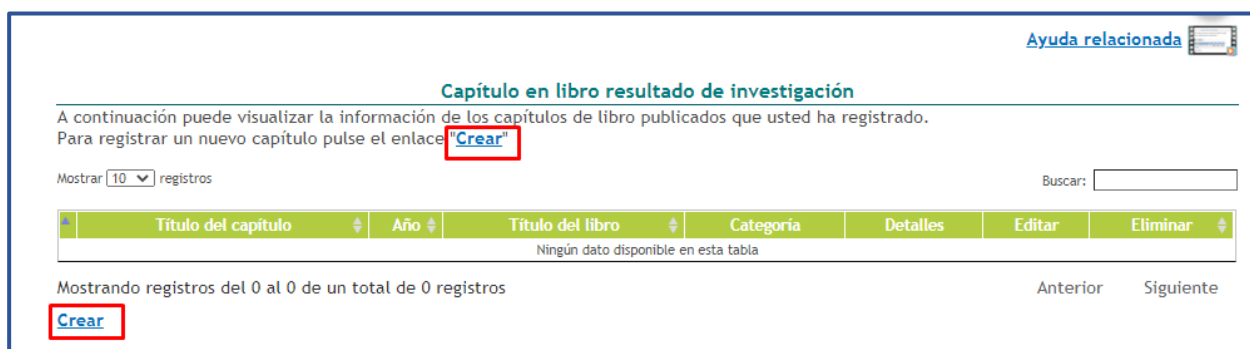 Ayuda relacionada
Capítulo en libro resultado de investigación
A continuación puede visualizar la información de los capítulos de libro publicados que usted ha registrado.
Para registrar un nuevo capítulo pulse el enlace "Crear"
Mostrar 10 registros Buscar:
Título del capítulo Año Título del libro Categoría Detalles Editar Eliminar
Ningún dato disponible en esta tabla
Mostrando registros del 0 al 0 de un total de 0 registros Anterior Siguiente
Crear